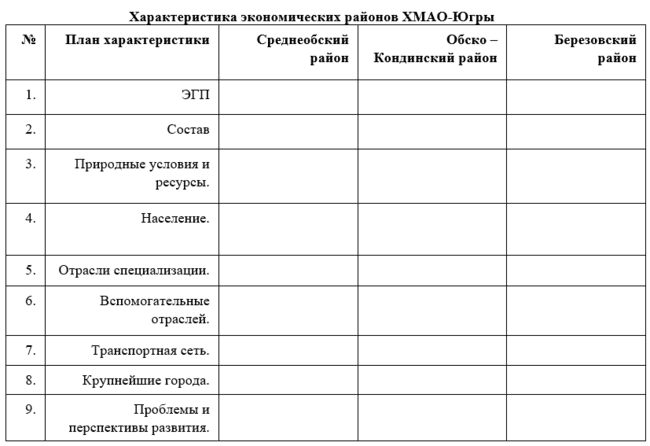 Характеристика экономических районов ХМАО-Югры
№ План характеристики Среднеобский район Обско – Кондинский район Березовский район
1. ЭГП
2. Состав
3. Природные условия и
ресурсы.
4. Население.
5. Отрасли специализации.
6. Вспомогательные
отраслей.
7. Транспортная сеть.
8. Крупнейшие города.
9. Проблемы и
перспективы развития.